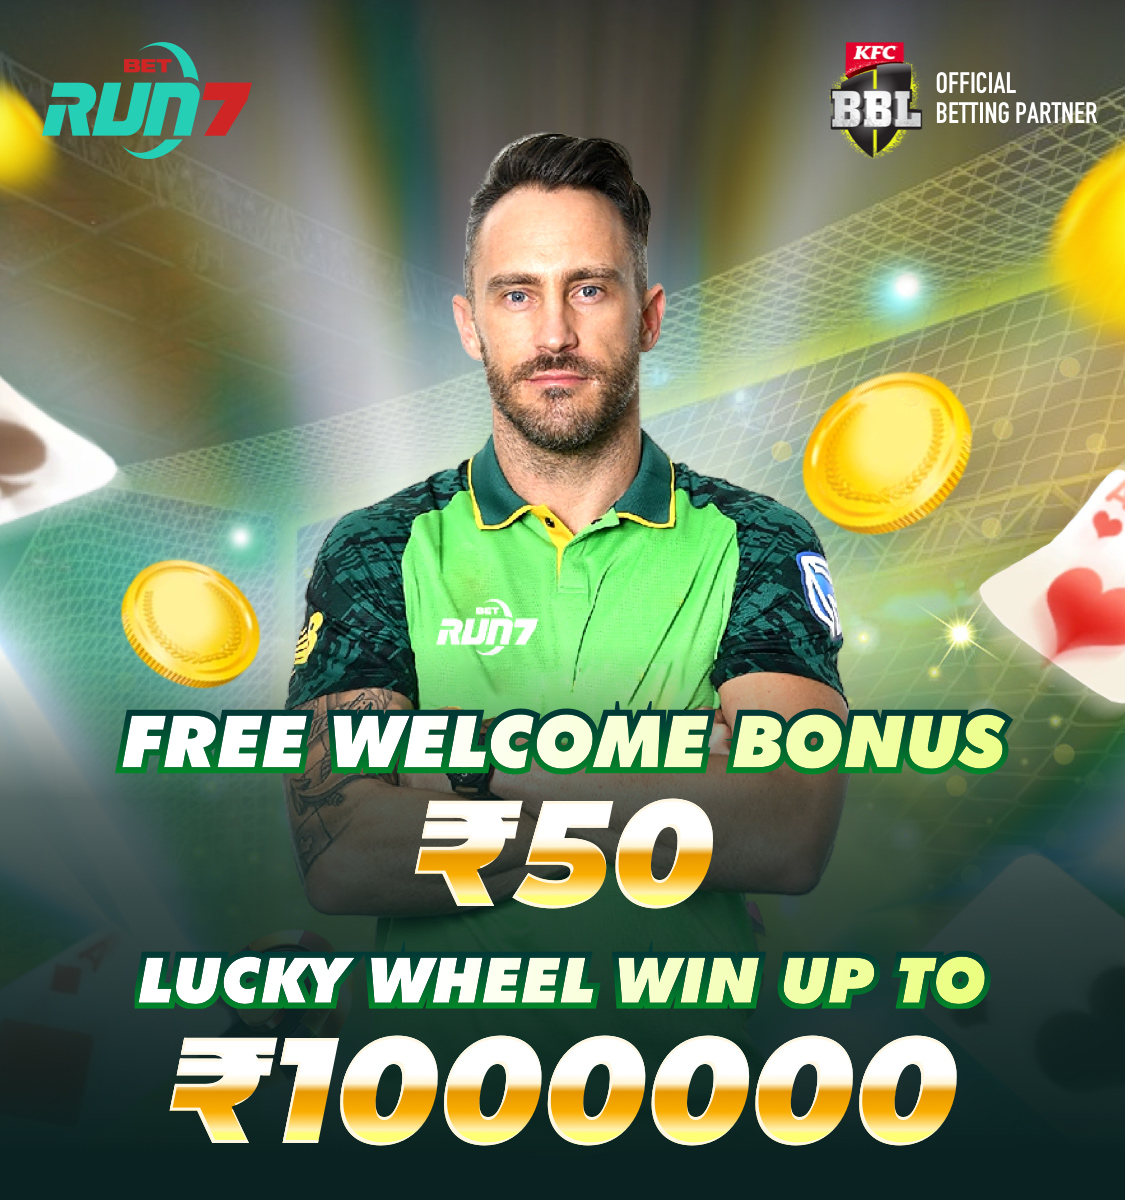 BET
RUN7
KFC
BBL
OFFICIAL
BETTING PARTNER
BET
RUN7
FREE WELCOME BONUS
₹50
LUCKY WHEEL WIN UP TO
₹1000000
A
A